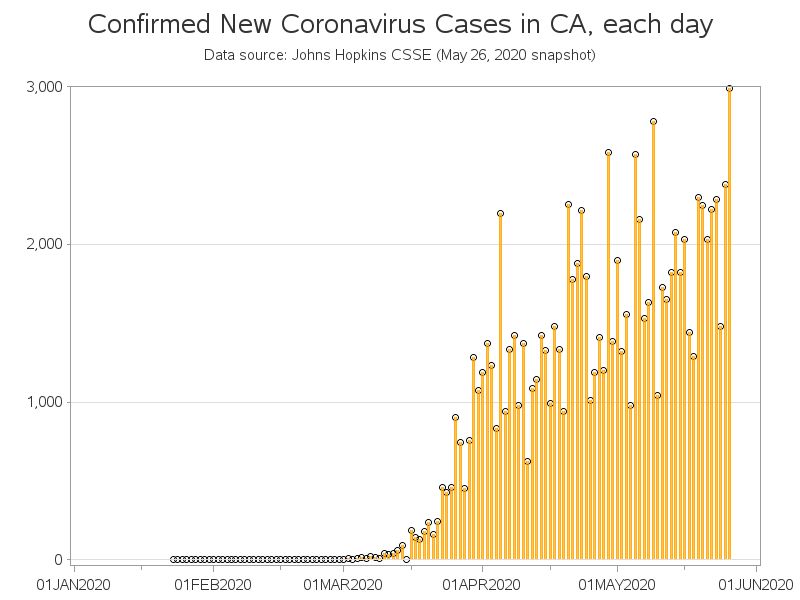 Confirmed New Coronavirus Cases in CA, each day
Data source: Johns Hopkins CSSE (May 26, 2020 snapshot)
3,000
2,000
1,000
0
01JAN2020 01FEB2020 01MAR2020 01APR2020 01MAY2020 01JUN2020